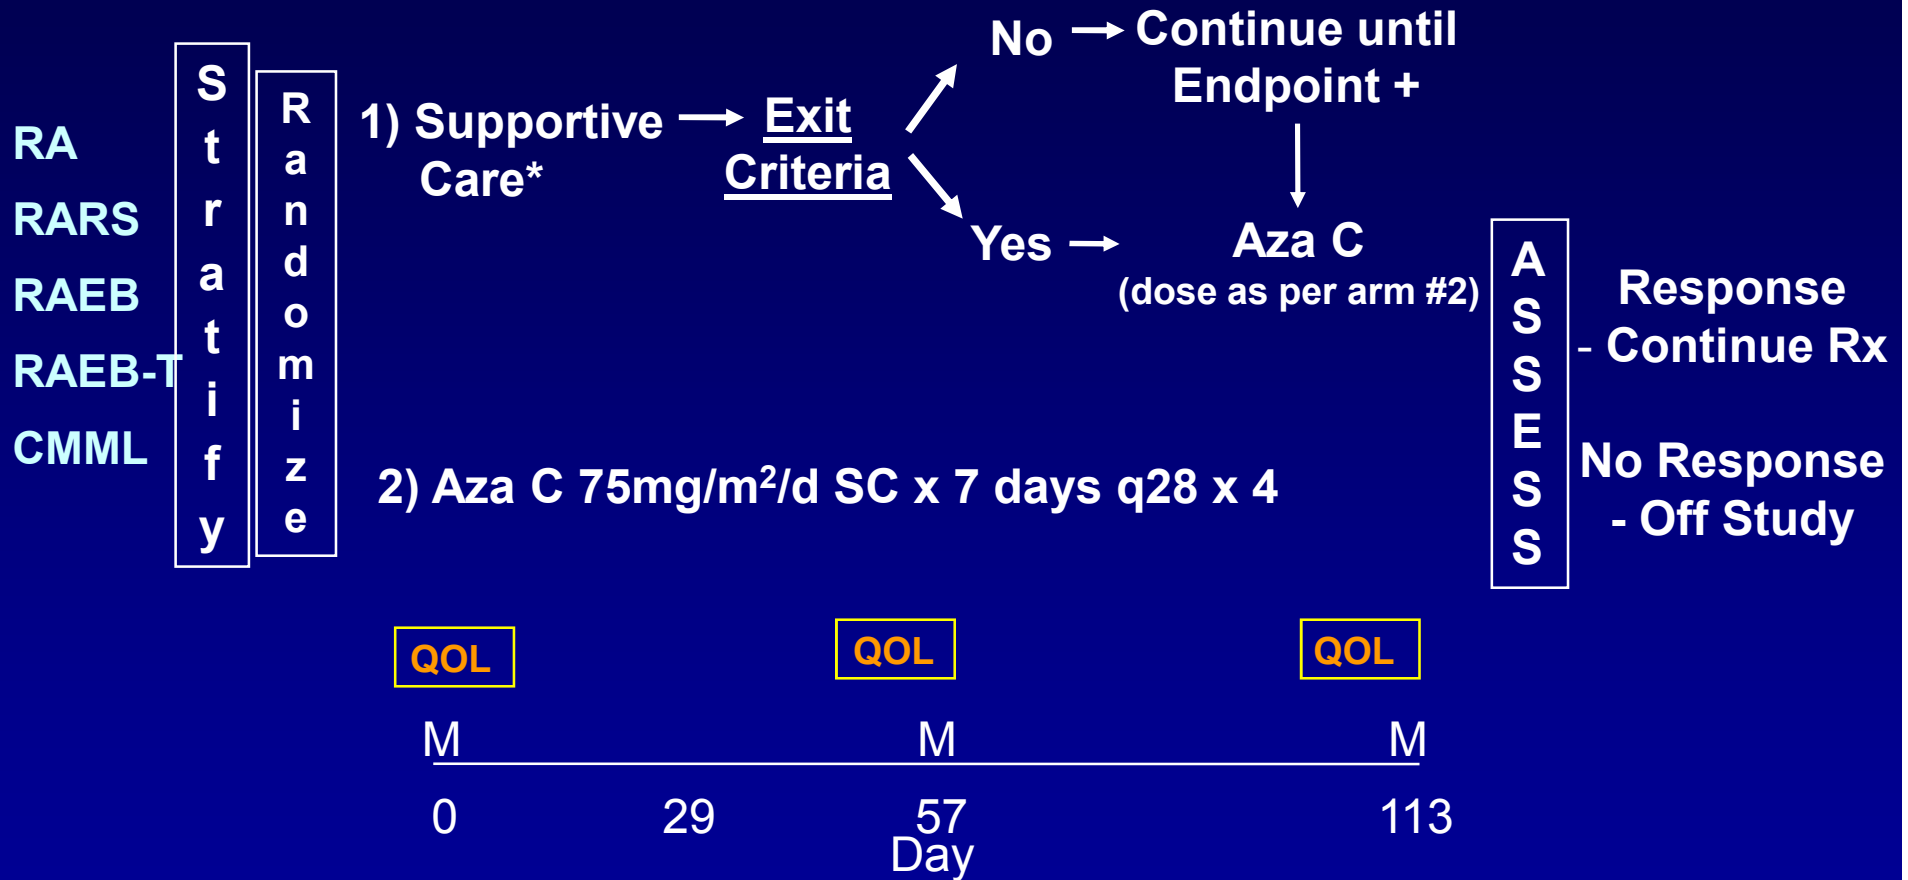 RA
RARS
RAEB
RAEB-T
CMML
Stratify
Randomize
1) Supportive
Care*
Exit
Criteria
No
Continue until
Endpoint +
Yes
Aza C
(dose as per arm #2)
2) Aza C 75mg/m²/d SC x 7 days q28 x 4
ASSESS
Response
- Continue Rx
No Response
- Off Study
QOL QOL QOL
M M M
0 29 57 113
Day